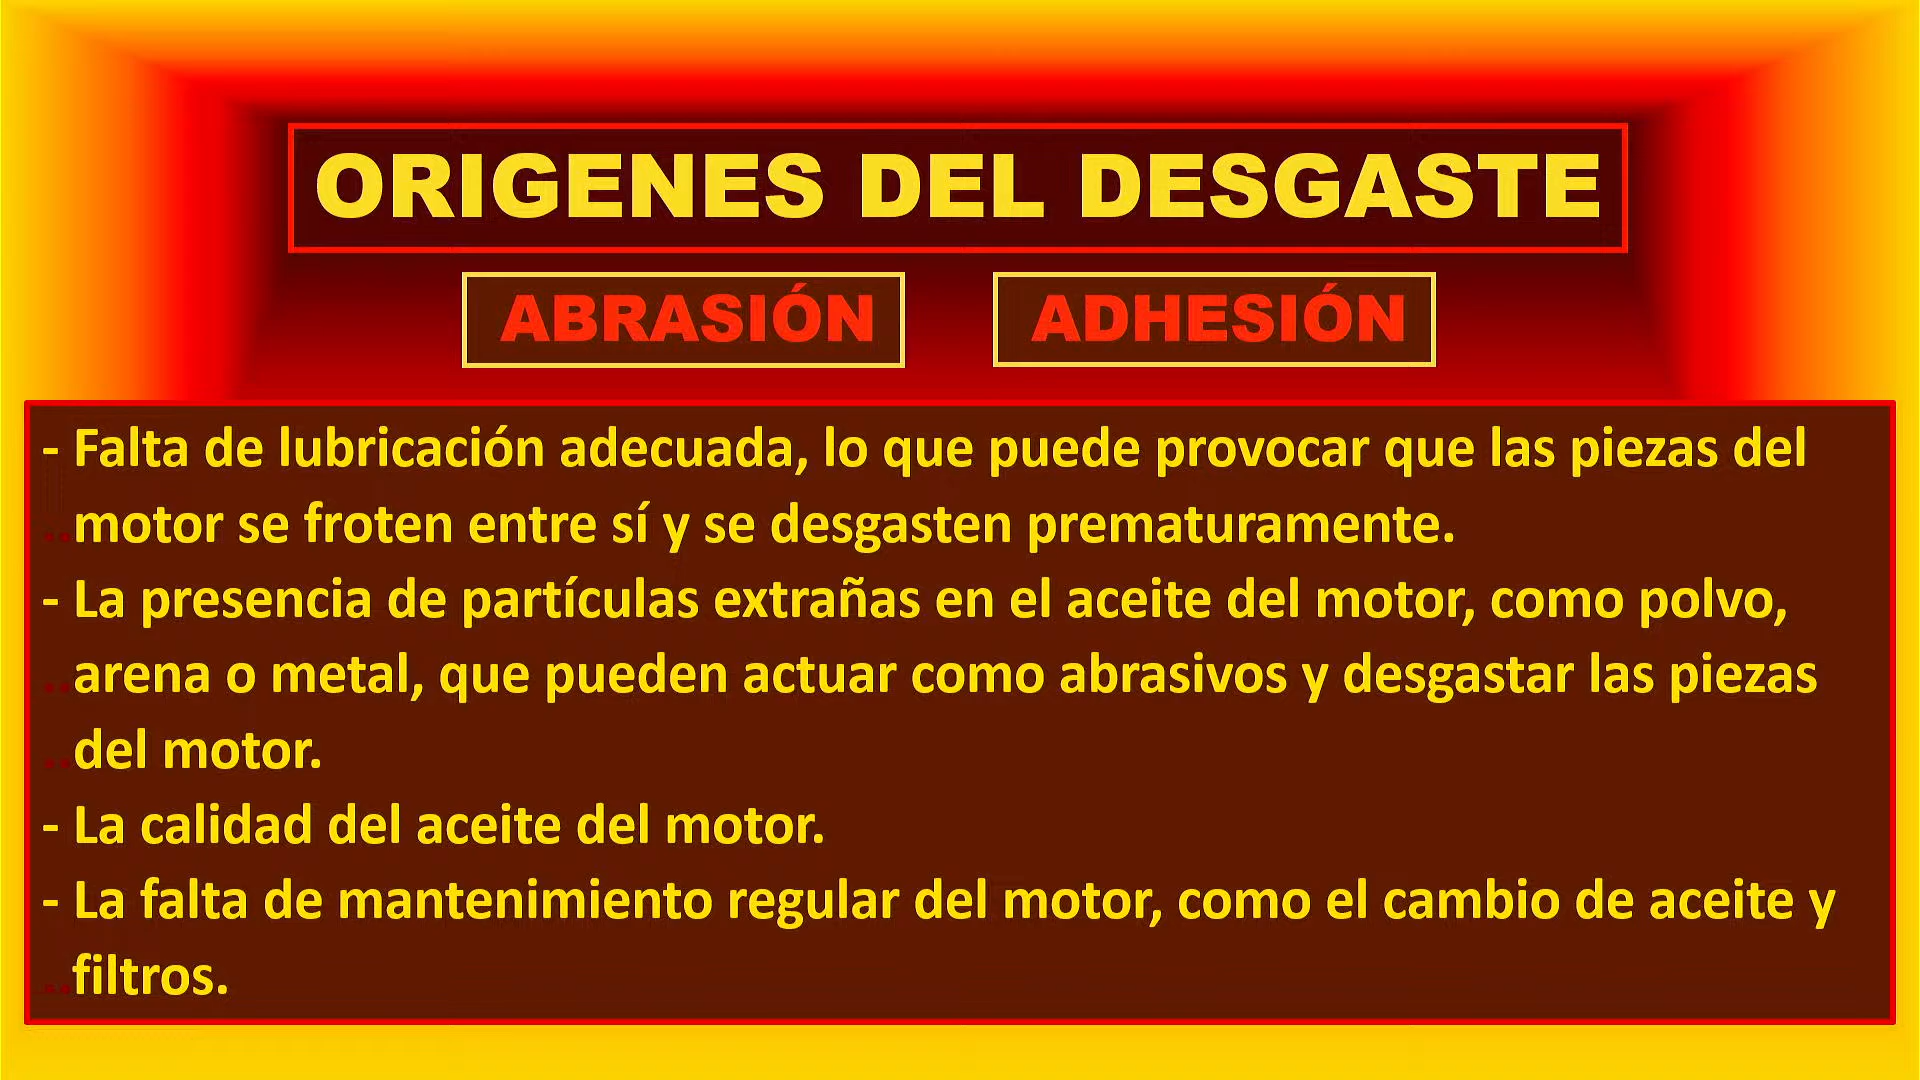 ORIGENES DEL DESGASTE
ABRASIÓN ADHESIÓN
- Falta de lubricación adecuada, lo que puede provocar que las piezas del
..motor se froten entre sí y se desgasten prematuramente.
- La presencia de partículas extrañas en el aceite del motor, como polvo,
..arena o metal, que pueden actuar como abrasivos y desgastar las piezas
..del motor.
- La calidad del aceite del motor.
- La falta de mantenimiento regular del motor, como el cambio de aceite y
..filtros.